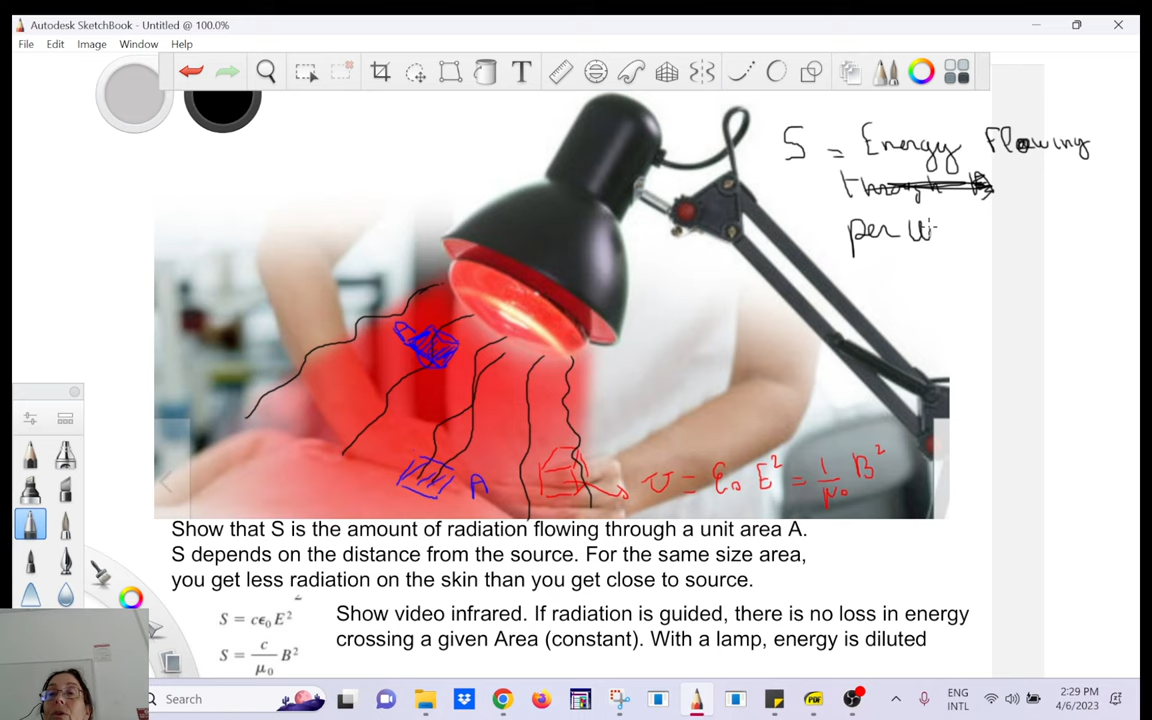 Autodesk SketchBook - Untitled @ 100.0%
File Edit Image Window Help
S = Energy Flowing
through
per
A
U = ε₀ E² = 1/μ₀ B²
Show that S is the amount of radiation flowing through a unit area A.
S depends on the distance from the source. For the same size area,
you get less radiation on the skin than you get close to source.
S = cε₀E²
S = c/μ₀ B²
Show video infrared. If radiation is guided, there is no loss in energy
crossing a given Area (constant). With a lamp, energy is diluted
Search
ENG
INTL
2:29 PM
4/6/2023